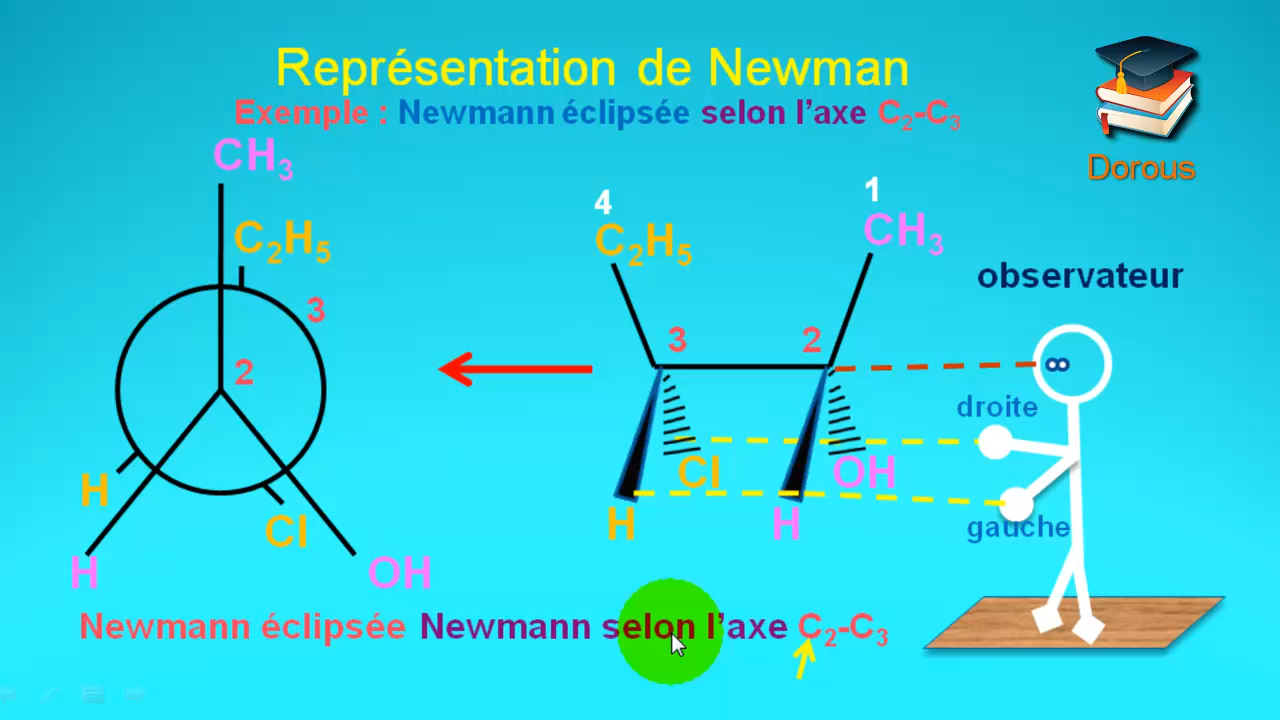 Représentation de Newman
Exemple : Newmann éclipsée selon l'axe C₂-C₃
Dorous
CH₃
C₂H₅
3
2
H
Cl
H
OH
4
1
C₂H₅
CH₃
3
2
Cl
OH
H
H
observateur
droite
gauche
Newmann éclipsée Newmann selon l'axe C₂-C₃